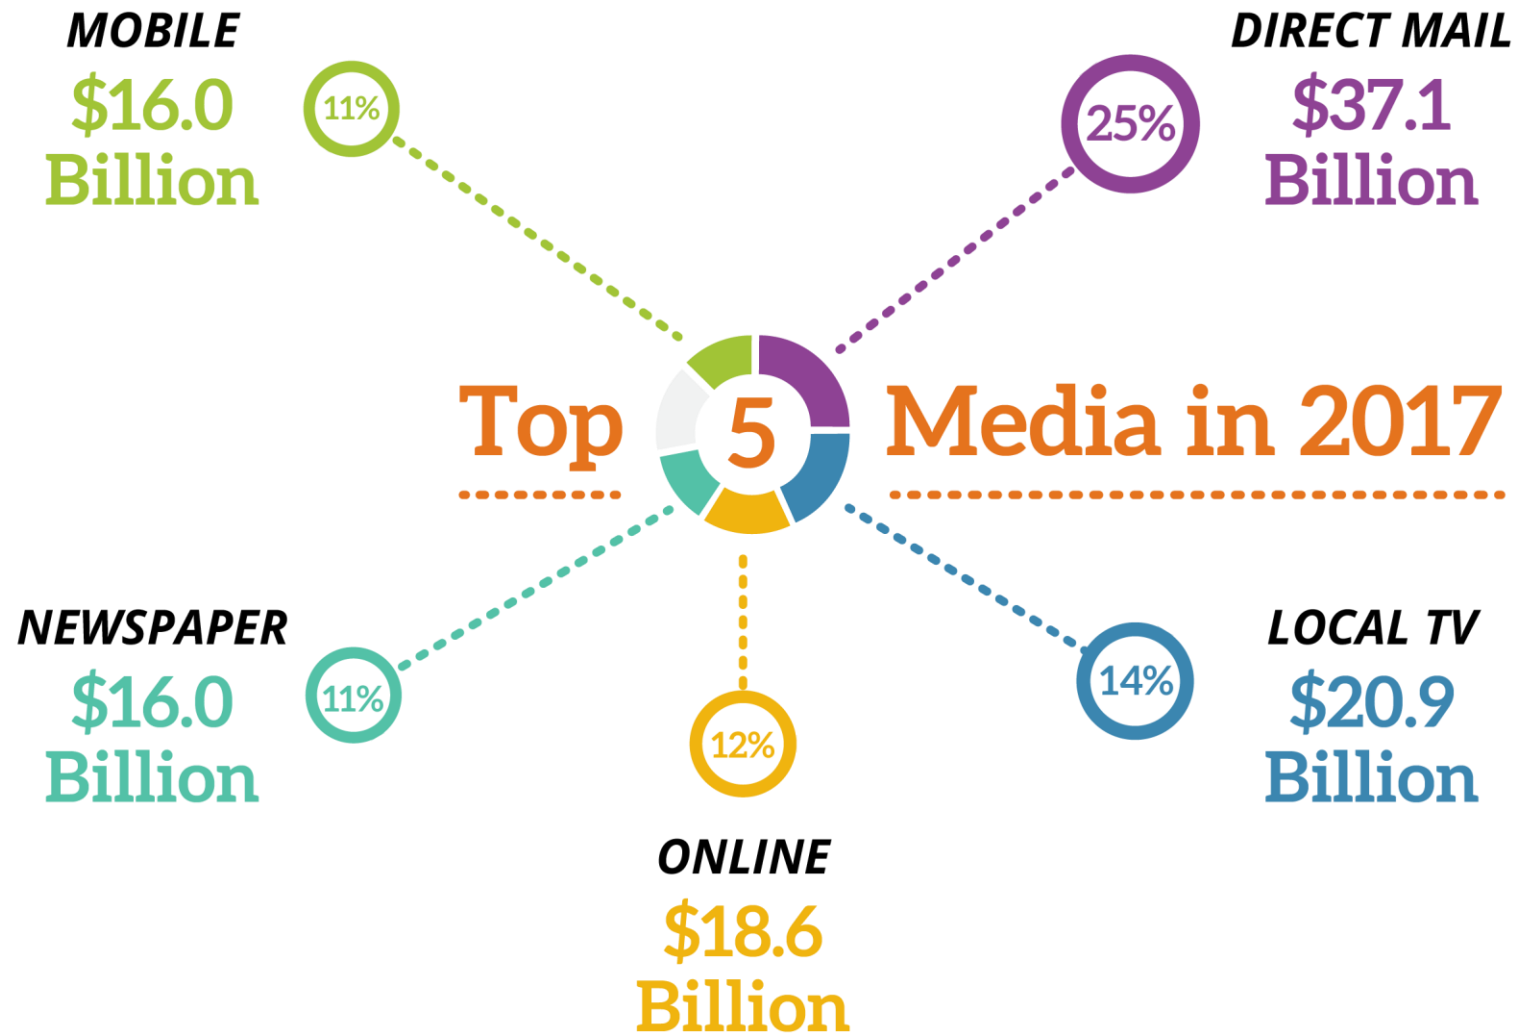 MOBILE
$16.0
Billion
11%
DIRECT MAIL
$37.1
Billion
25%
Top 5 Media in 2017
NEWSPAPER
$16.0
Billion
11%
LOCAL TV
$20.9
Billion
14%
12%
ONLINE
$18.6
Billion